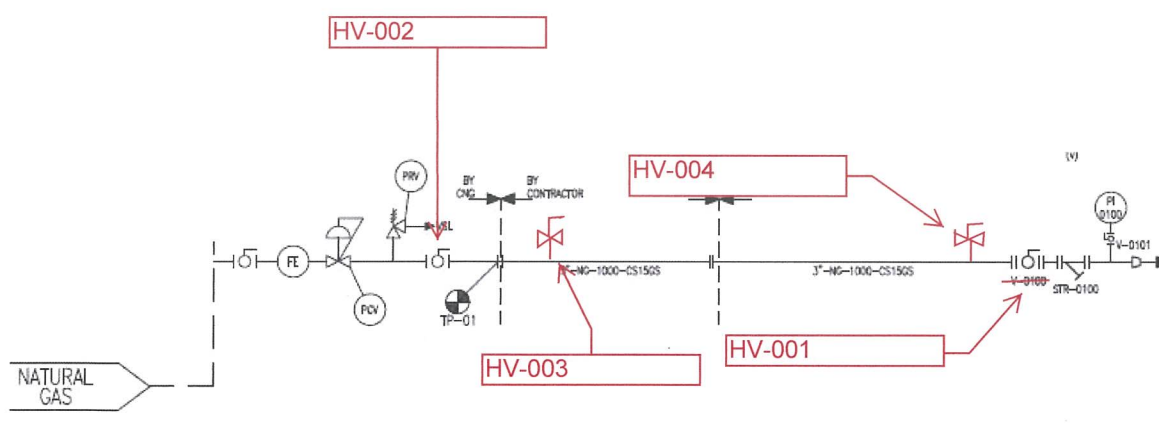 HV-002
(V)
HV-004
PRV
BY
CNG
BY
CONTRACTOR
PI
0100
V-0101
FE
3"-NG-1000-CS15GS
V-0100
STR-0100
PCV
TP-01
HV-003
HV-001
NATURAL
GAS